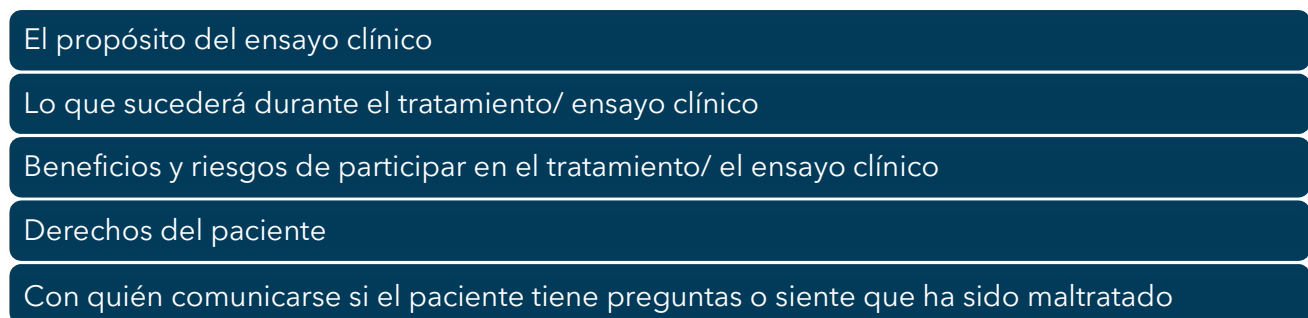 El propósito del ensayo clínico
Lo que sucederá durante el tratamiento/ ensayo clínico
Beneficios y riesgos de participar en el tratamiento/ el ensayo clínico
Derechos del paciente
Con quién comunicarse si el paciente tiene preguntas o siente que ha sido maltratado